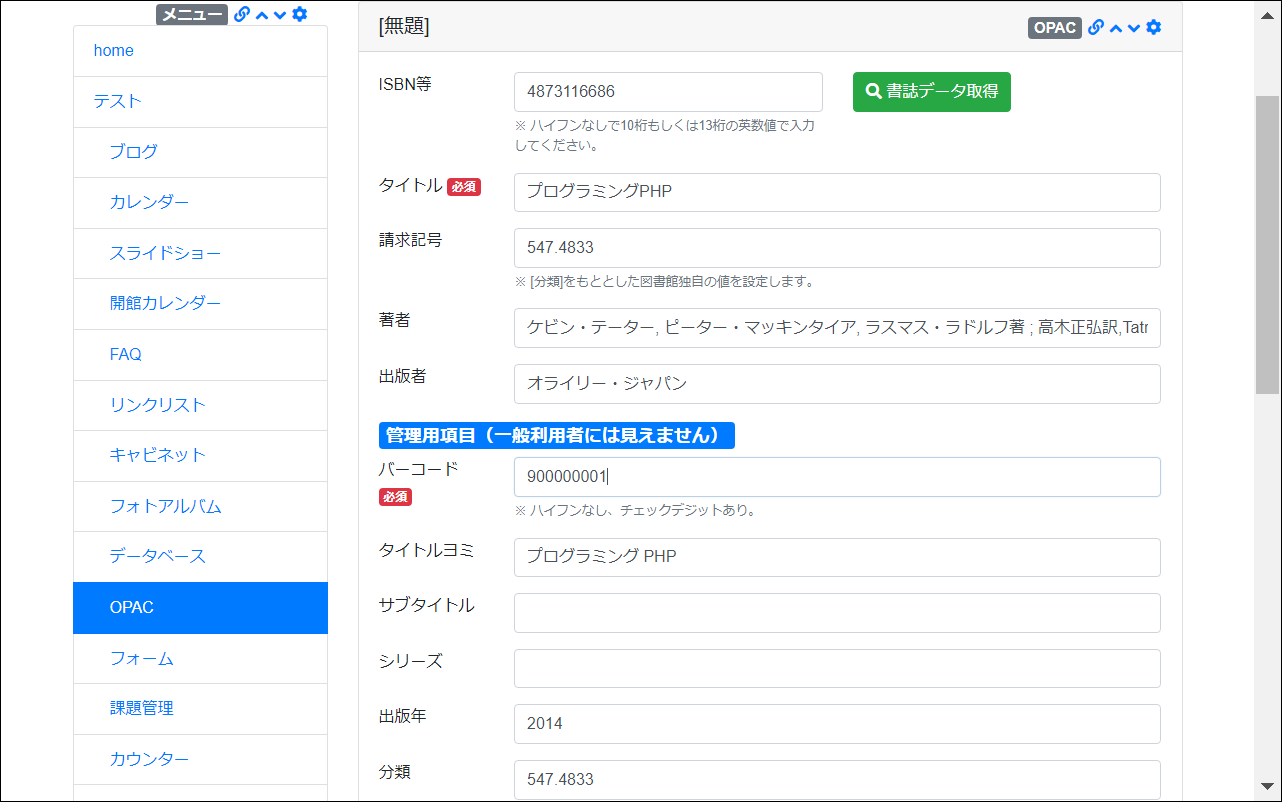 メニュー
home
テスト
ブログ
カレンダー
スライドショー
開館カレンダー
FAQ
リンクリスト
キャビネット
フォトアルバム
データベース
OPAC
フォーム
課題管理
カウンター
[無題]
OPAC
ISBN等
4873116686
書誌データ取得
※ ハイフンなしで10桁もしくは13桁の英数値で入力
してください。
タイトル 必須
プログラミングPHP
請求記号
547.4833
※ [分類]をもととした図書館独自の値を設定します。
著者
ケビン・テーター, ピーター・マッキンタイア, ラスマス・ラドルフ著 ; 高木正弘訳,Tatr
出版者
オライリー・ジャパン
管理用項目（一般利用者には見えません）
バーコード
必須
900000001
※ ハイフンなし、チェックデジットあり。
タイトルヨミ
プログラミング PHP
サブタイトル
シリーズ
出版年
2014
分類
547.4833